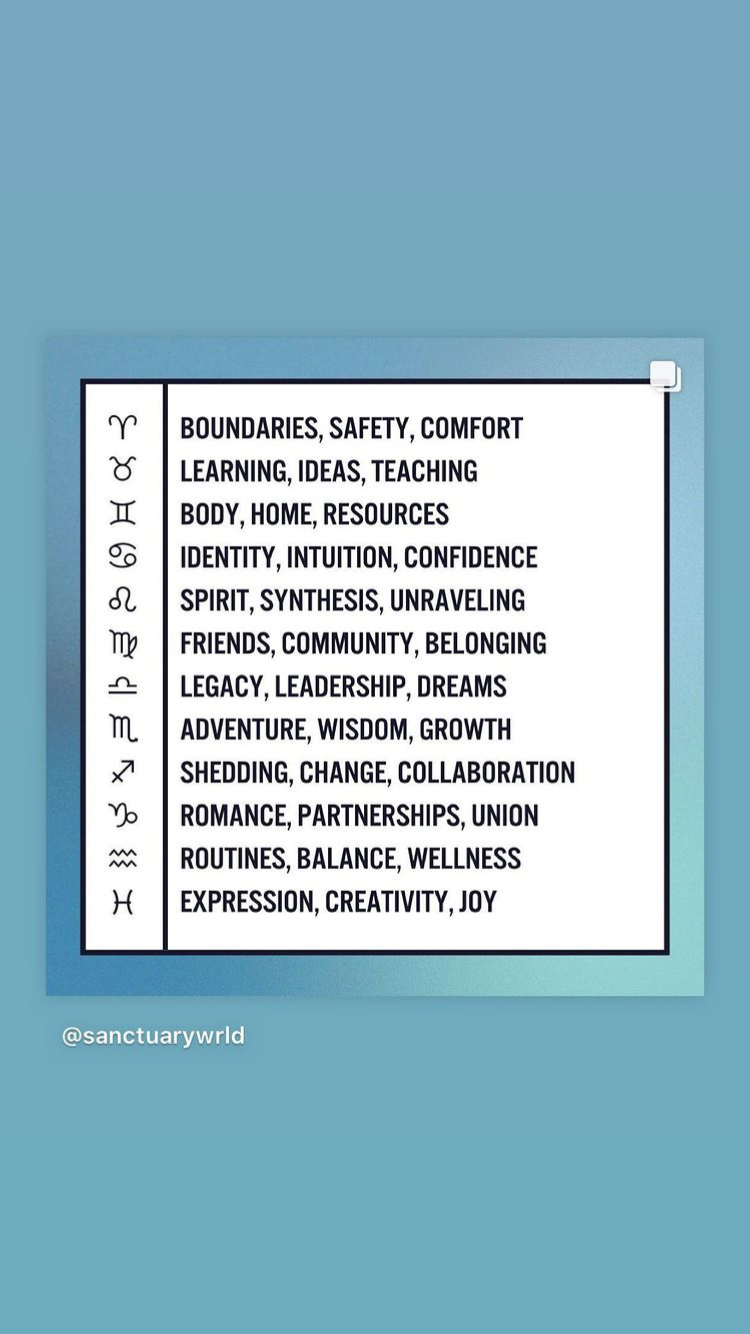 ♈ BOUNDARIES, SAFETY, COMFORT
♉ LEARNING, IDEAS, TEACHING
♊ BODY, HOME, RESOURCES
♋ IDENTITY, INTUITION, CONFIDENCE
♌ SPIRIT, SYNTHESIS, UNRAVELING
♍ FRIENDS, COMMUNITY, BELONGING
♎ LEGACY, LEADERSHIP, DREAMS
♏ ADVENTURE, WISDOM, GROWTH
♐ SHEDDING, CHANGE, COLLABORATION
♑ ROMANCE, PARTNERSHIPS, UNION
♒ ROUTINES, BALANCE, WELLNESS
♓ EXPRESSION, CREATIVITY, JOY
@sanctuarywrld